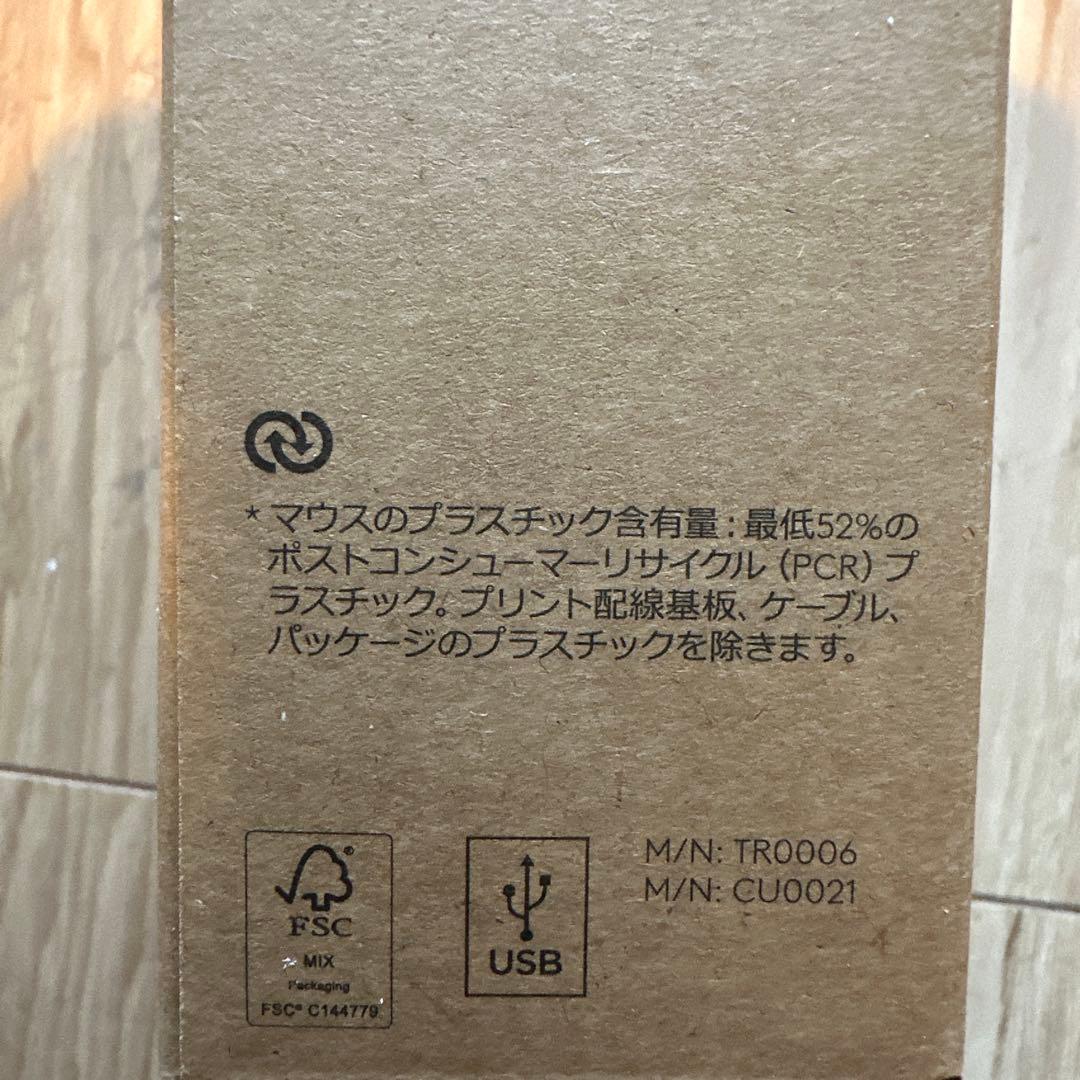 * マウスのプラスチック含有量：最低52%の
ポストコンシューマーリサイクル（PCR）プ
ラスチック。プリント配線基板、ケーブル、
パッケージのプラスチックを除きます。
FSC®
MIX
Packaging
FSC® C144779
USB
M/N: TR0006
M/N: CU0021